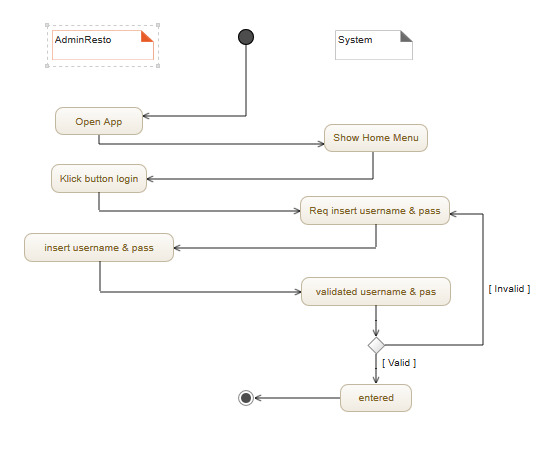 AdminResto
System
Open App
Show Home Menu
Klick button login
Req insert username & pass
insert username & pass
validated username & pas
[ Invalid ]
[ Valid ]
entered